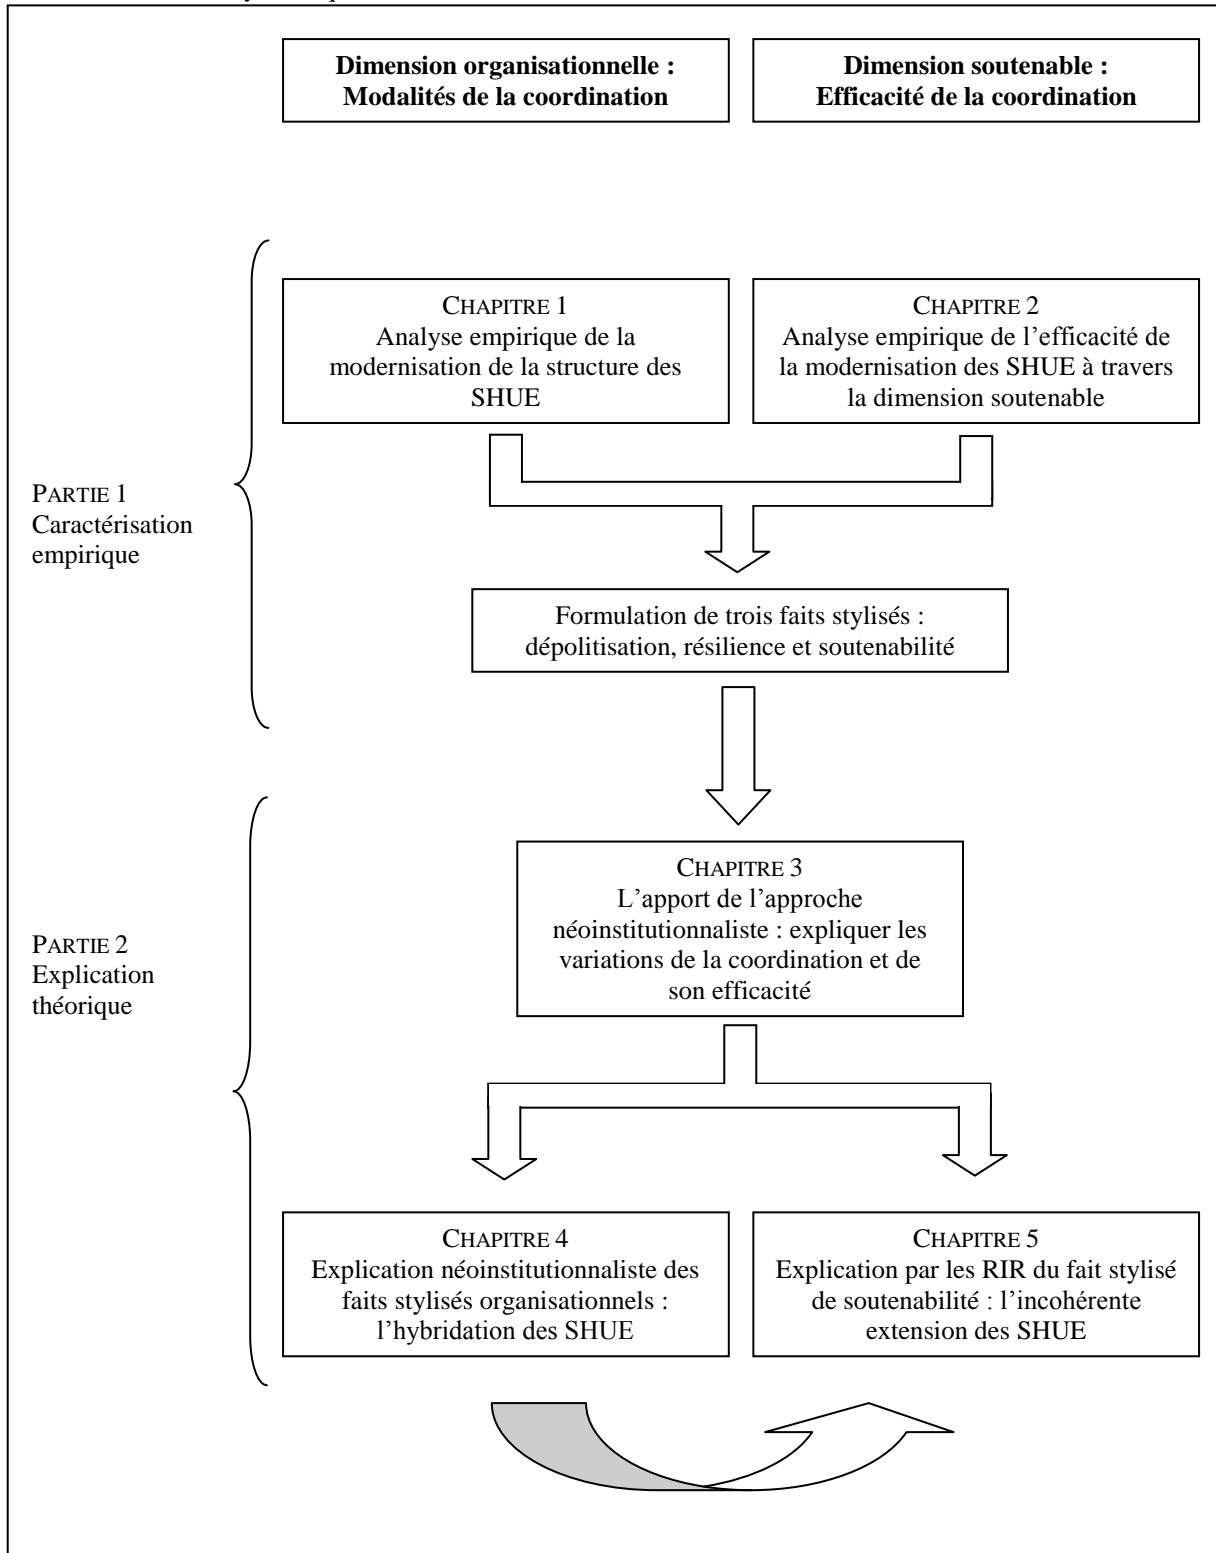 Dimension organisationnelle :
Modalités de la coordination
Dimension soutenable :
Efficacité de la coordination
CHAPITRE 1
Analyse empirique de la
modernisation de la structure des
SHUE
CHAPITRE 2
Analyse empirique de l’efficacité de
la modernisation des SHUE à travers
la dimension soutenable
PARTIE 1
Caractérisation
empirique
Formulation de trois faits stylisés :
dépolitisation, résilience et soutenabilité
CHAPITRE 3
L’apport de l’approche
néoinstitutionnaliste : expliquer les
variations de la coordination et de
son efficacité
PARTIE 2
Explication
théorique
CHAPITRE 4
Explication néoinstitutionnaliste des
faits stylisés organisationnels :
l’hybridation des SHUE
CHAPITRE 5
Explication par les RIR du fait stylisé
de soutenabilité : l’incohérente
extension des SHUE